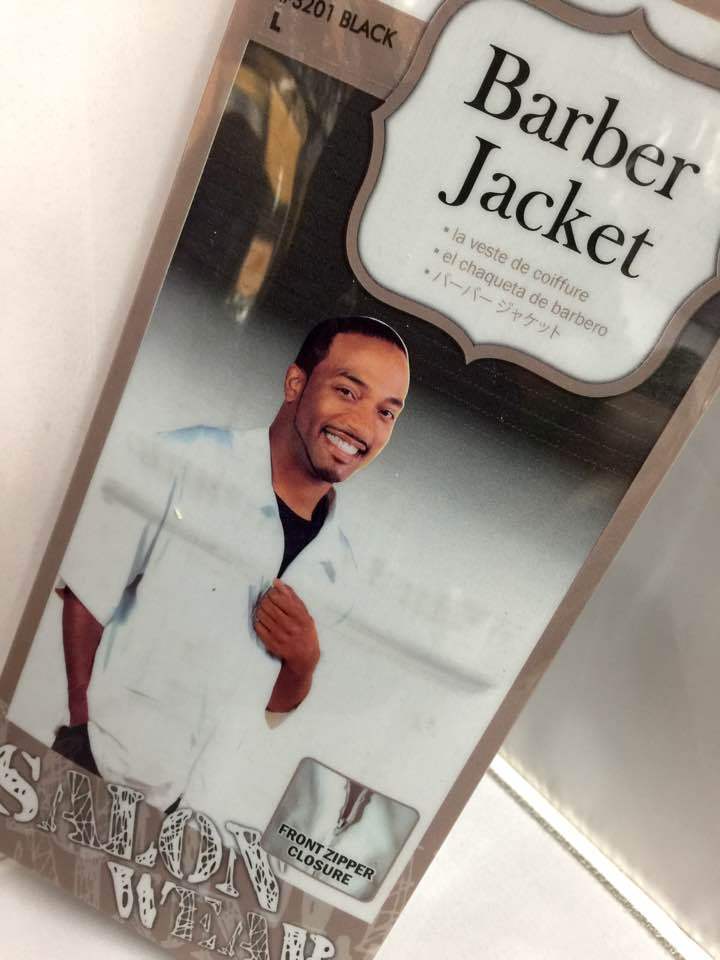 3201 BLACK
L
Barber
Jacket
• la veste de coiffure
• el chaqueta de barbero
• バーバー ジャケット
FRONT ZIPPER
CLOSURE
SALON
WEAR